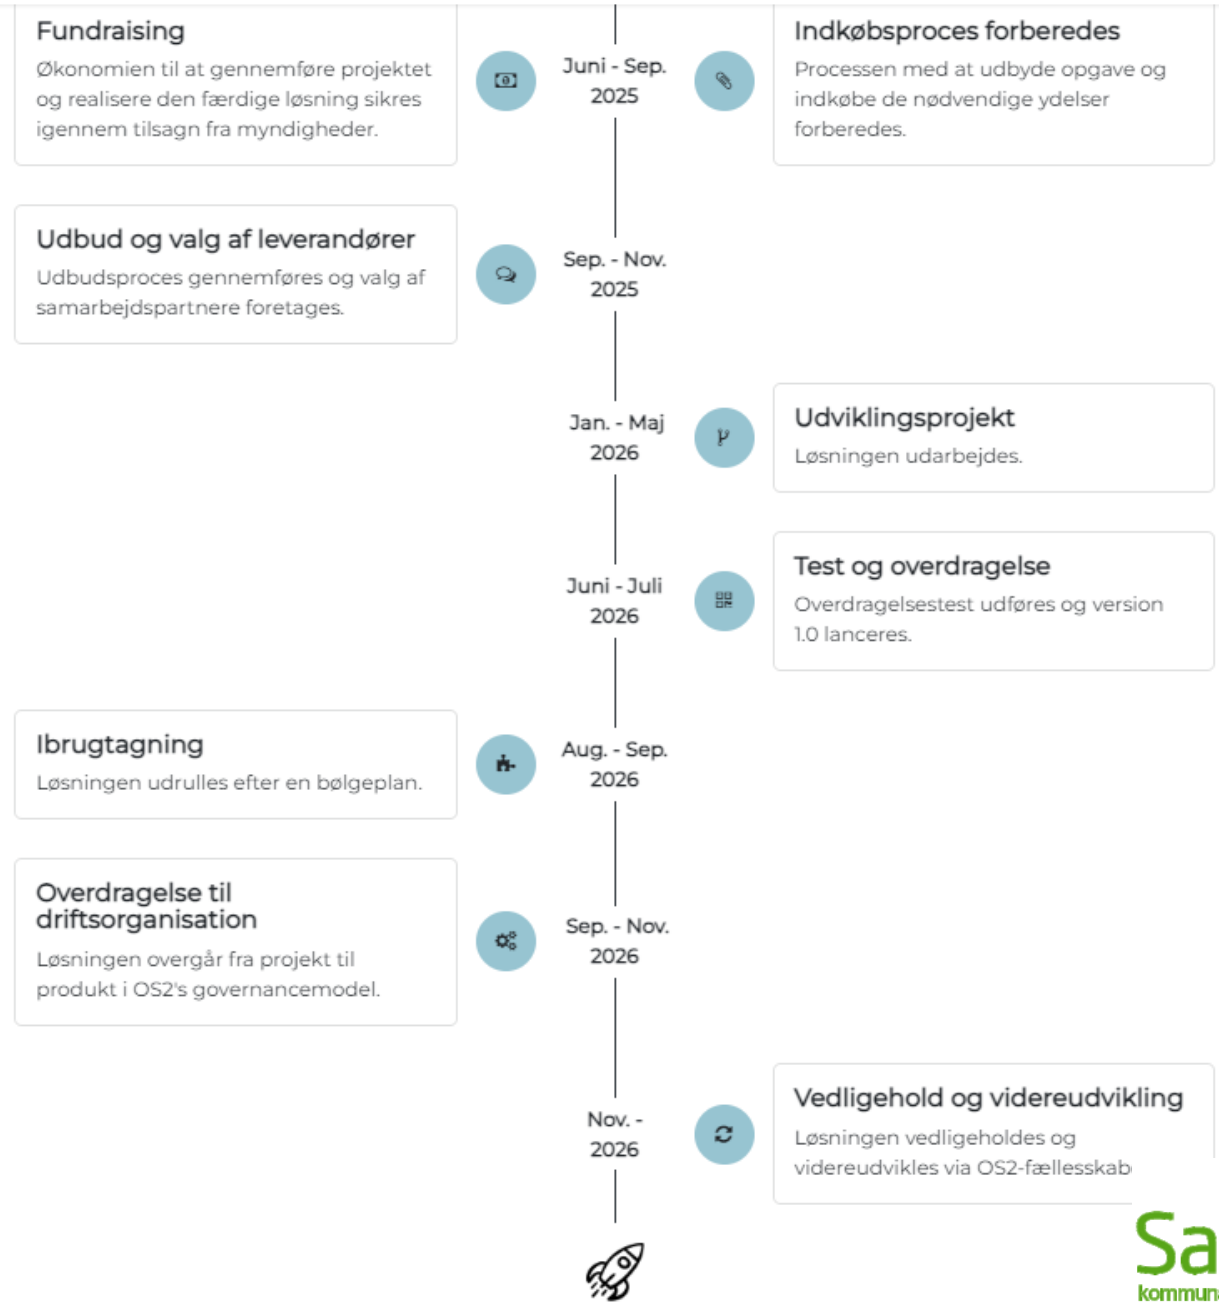 Fundraising
Økonomien til at gennemføre projektet
og realisere den færdige løsning sikres
igennem tilsagn fra myndigheder.
Juni - Sep.
2025
Indkøbsproces forberedes
Processen med at udbyde opgave og
indkøbe de nødvendige ydelser
forberedes.
Udbud og valg af leverandører
Udbudsproces gennemføres og valg af
samarbejdspartnere foretages.
Sep. - Nov.
2025
Jan. - Maj
2026
Udviklingsprojekt
Løsningen udarbejdes.
Juni - Juli
2026
Test og overdragelse
Overdragelsestest udføres og version
1.0 lanceres.
Ibrugtagning
Løsningen udrulles efter en bølgeplan.
Aug. - Sep.
2026
Overdragelse til
driftsorganisation
Løsningen overgår fra projekt til
produkt i OS2's governancemodel.
Sep. - Nov.
2026
Nov. -
2026
Vedligehold og videreudvikling
Løsningen vedligeholdes og
videreudvikles via OS2-fællesskab
Sa
kommuna